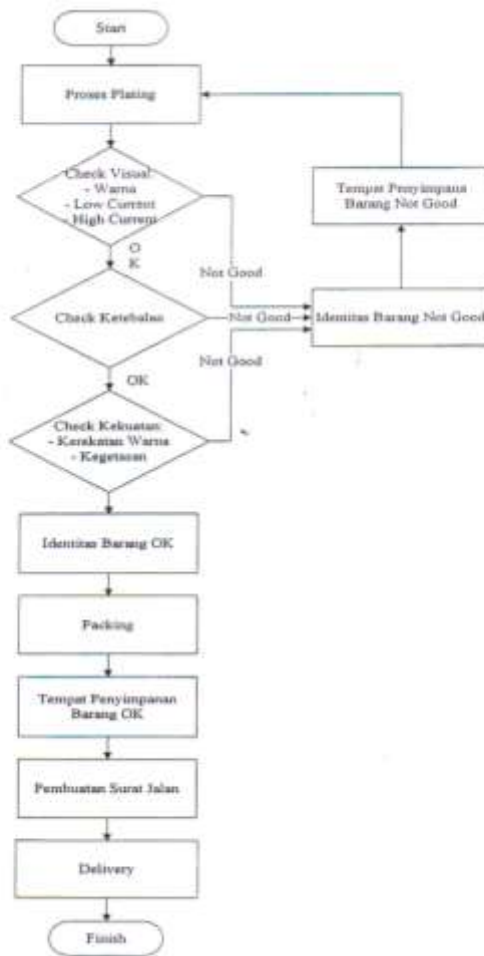 Start
Proses Plating
Check Visual:
- Warna
- Low Current
- High Current
Tempat Penyimpana
Barang Not Good
O
K
Not Good
Check Ketebalan
Not Good
Identitas Barang Not Good
Not Good
OK
Check Kekuatan:
- Karakatan Warna
- Kegetasan
Identitas Barang OK
Packing
Tempat Penyimpanan
Barang OK
Pembuatan Surat Jalan
Delivery
Finish